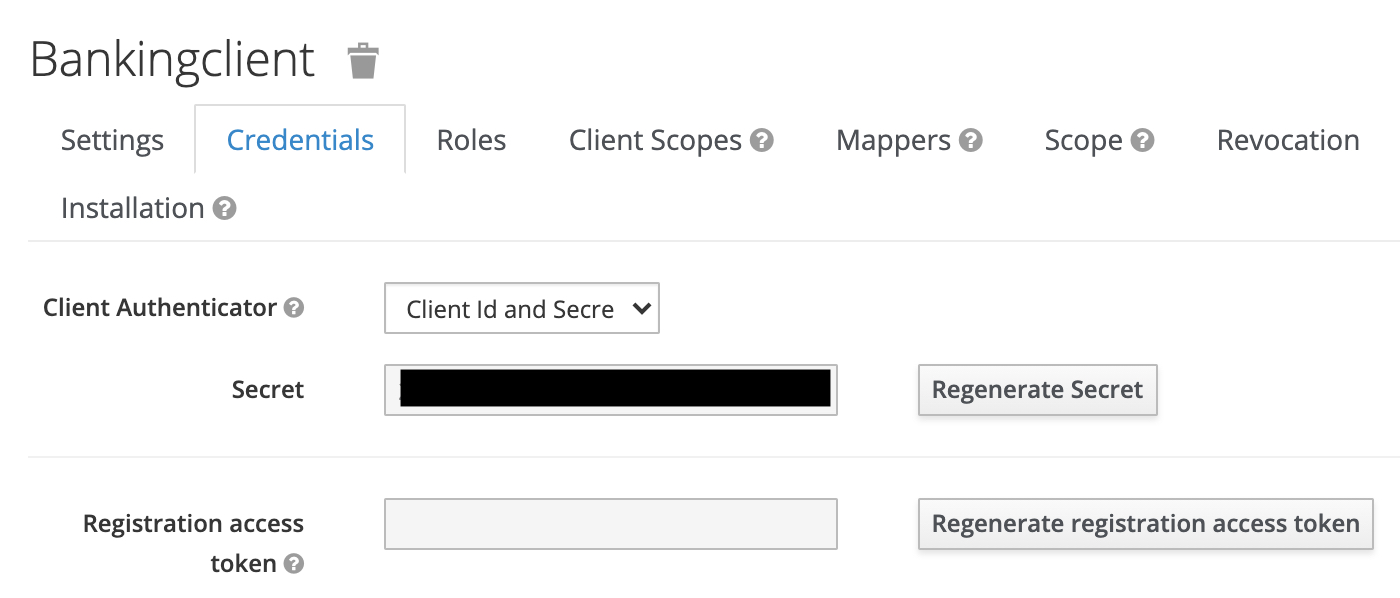 Bankingclient
Settings Credentials Roles Client Scopes Mappers Scope Revocation
Installation
Client Authenticator Client Id and Secre
Secret Regenerate Secret
Registration access token Regenerate registration access token